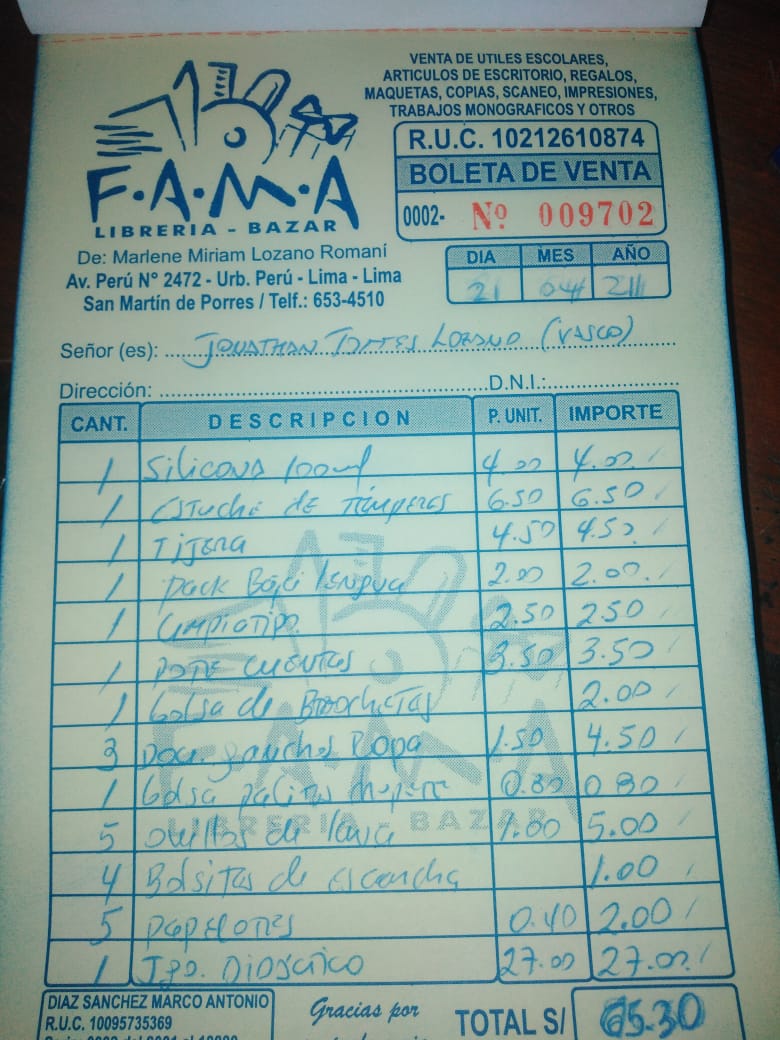 VENTA DE UTILES ESCOLARES,
ARTICULOS DE ESCRITORIO, REGALOS,
MAQUETAS, COPIAS, SCANEO, IMPRESIONES,
TRABAJOS MONOGRAFICOS Y OTROS
F·A·M·A
LIBRERIA - BAZAR
De: Marlene Miriam Lozano Romaní
Av. Perú N° 2472 - Urb. Perú - Lima - Lima
San Martín de Porres / Telf.: 653-4510
R.U.C. 10212610874
BOLETA DE VENTA
0002- Nº 009702
DIA MES AÑO
21 04
Señor (es): Jonathan Torres Lozano (Vasco)
Dirección: D.N.I.:
CANT. DESCRIPCION P. UNIT. IMPORTE
1 Silicona 100ml 4.00 4.00
1 Estuche de Témperas 6.50 6.50
1 Tijera 4.50 4.50
1 Pack Baja lengua 2.00 2.00
1 Limpiatipo 2.50 2.50
1 Pote cuentas 3.50 3.50
1 Bolsa de Brochetas 2.00
3 Doc. ganchos Ropa 1.50 4.50
1 Bolsa palitos chupete 0.80 0.80
5 ovillos de lana 1.00 5.00
4 Bolsitas de escarcha 1.00
5 Papelotes 0.40 2.00
1 Jgo. Didáctico 27.00 27.00
F·A·M·A
LIBRERIA - BAZAR
DIAZ SANCHEZ MARCO ANTONIO
R.U.C. 10095735369
Gracias por
TOTAL S/ 65.30